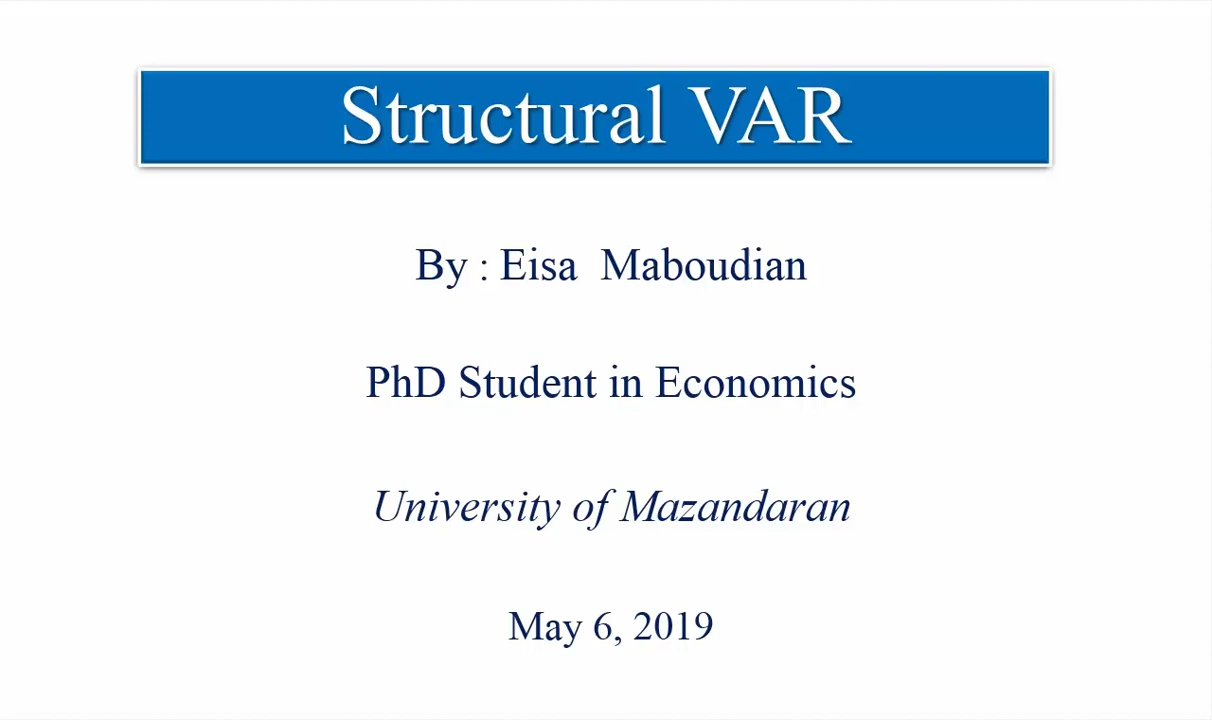 Structural VAR
By : Eisa Maboudian
PhD Student in Economics
University of Mazandaran
May 6, 2019